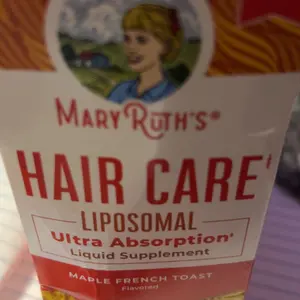 MARY RUTH'S®
HAIR CARE†
LIPOSOMAL
Ultra Absorption†
Liquid Supplement
MAPLE FRENCH TOAST
Flavored